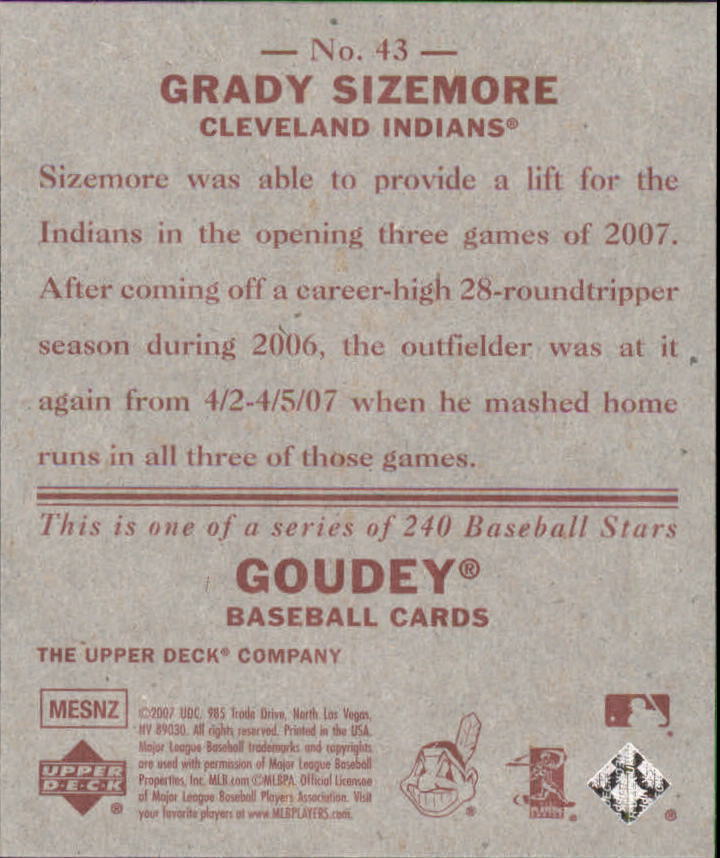 — No. 43 —
GRADY SIZEMORE
CLEVELAND INDIANS®
Sizemore was able to provide a lift for the
Indians in the opening three games of 2007.
After coming off a career-high 28-roundtripper
season during 2006, the outfielder was at it
again from 4/2-4/5/07 when he mashed home
runs in all three of those games.
This is one of a series of 240 Baseball Stars
GOUDEY®
BASEBALL CARDS
THE UPPER DECK® COMPANY
MESNZ
©2007 UDC, 985 Trade Drive, North Las Vegas,
NV 89030. All rights reserved. Printed in the USA.
Major League Baseball trademarks and copyrights
are used with permission of Major League Baseball
Properties, Inc. MLB.com ©MLBPA. Official Licensee
of Major League Baseball Players Association. Visit
your favorite players at www.MLBPLAYERS.com.
UPPER
DECK ®